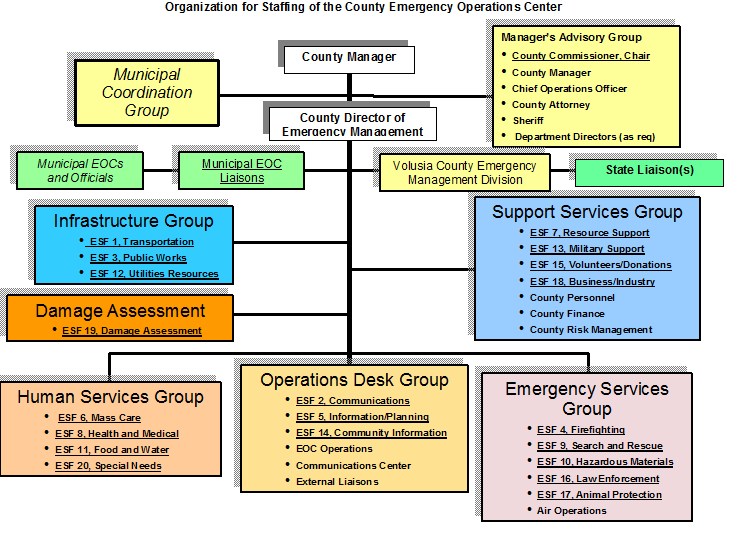 Organization for Staffing of the County Emergency Operations Center
County Manager
Municipal
Coordination
Group
Manager's Advisory Group
• County Commissioner, Chair
• County Manager
• Chief Operations Officer
• County Attorney
• Sheriff
• Department Directors (as req)
County Director of
Emergency Management
Municipal EOCs
and Officials
Municipal EOC
Liaisons
Volusia County Emergency
Management Division
State Liaison(s)
Infrastructure Group
• ESF 1, Transportation
• ESF 3, Public Works
• ESF 12, Utilities Resources
Support Services Group
• ESF 7, Resource Support
• ESF 13, Military Support
• ESF 15, Volunteers/Donations
• ESF 18, Business/Industry
• County Personnel
• County Finance
• County Risk Management
Damage Assessment
• ESF 19, Damage Assessment
Human Services Group
• ESF 6, Mass Care
• ESF 8, Health and Medical
• ESF 11, Food and Water
• ESF 20, Special Needs
Operations Desk Group
• ESF 2, Communications
• ESF 5, Information/Planning
• ESF 14, Community Information
• EOC Operations
• Communications Center
• External Liaisons
Emergency Services
Group
• ESF 4, Firefighting
• ESF 9, Search and Rescue
• ESF 10, Hazardous Materials
• ESF 16, Law Enforcement
• ESF 17, Animal Protection
• Air Operations